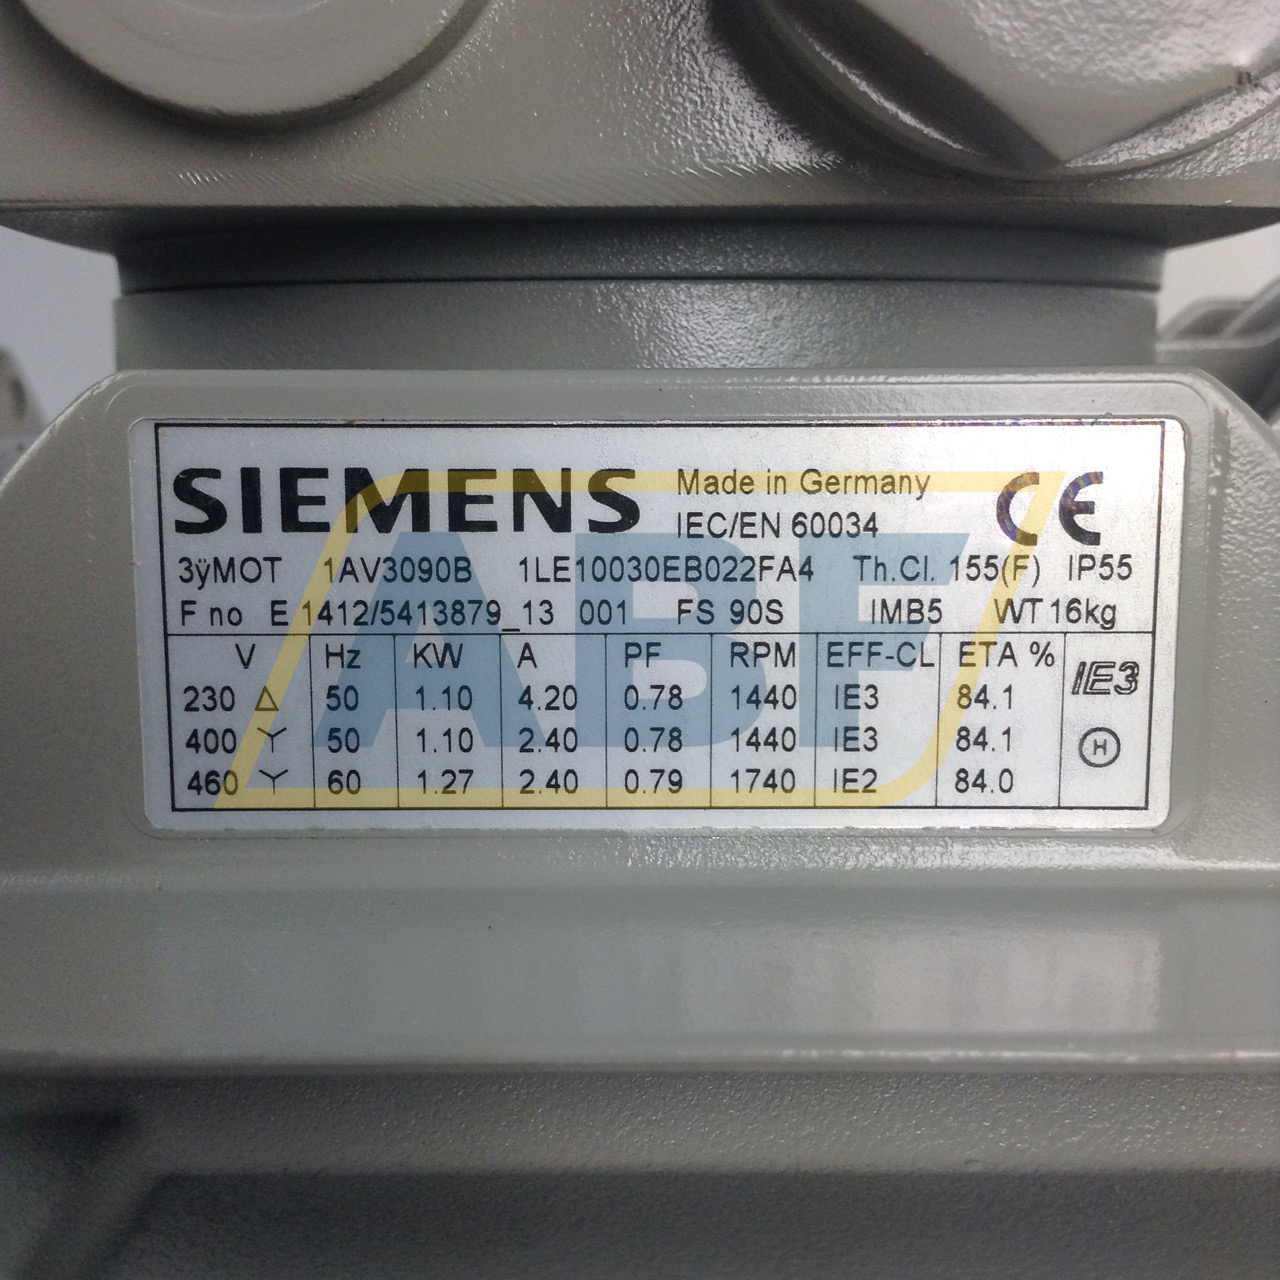 SIEMENS Made in Germany CE
IEC/EN 60034
3ÿMOT 1AV3090B 1LE10030EB022FA4 Th.Cl. 155(F) IP55
F no E 1412/5413879_13 001 FS 90S IMB5 WT 16kg
V Hz KW A PF RPM EFF-CL ETA % IE3
230 △ 50 1.10 4.20 0.78 1440 IE3 84.1
400 Y 50 1.10 2.40 0.78 1440 IE3 84.1 H
460 Y 60 1.27 2.40 0.79 1740 IE2 84.0
ABF